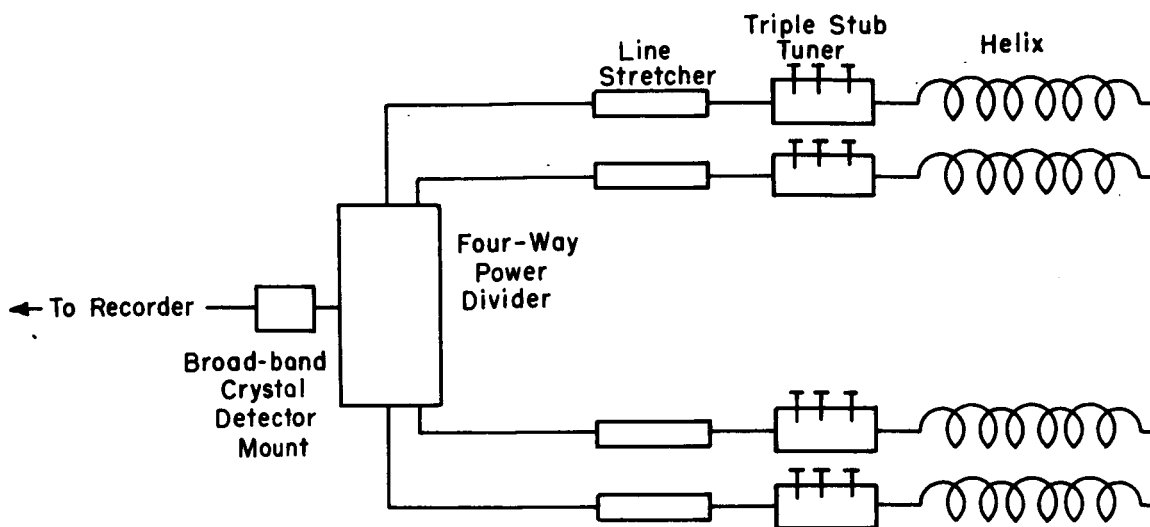 Triple Stub
Tuner
Line
Stretcher
Helix
Four-Way
Power
Divider
To Recorder
Broad-band
Crystal
Detector
Mount